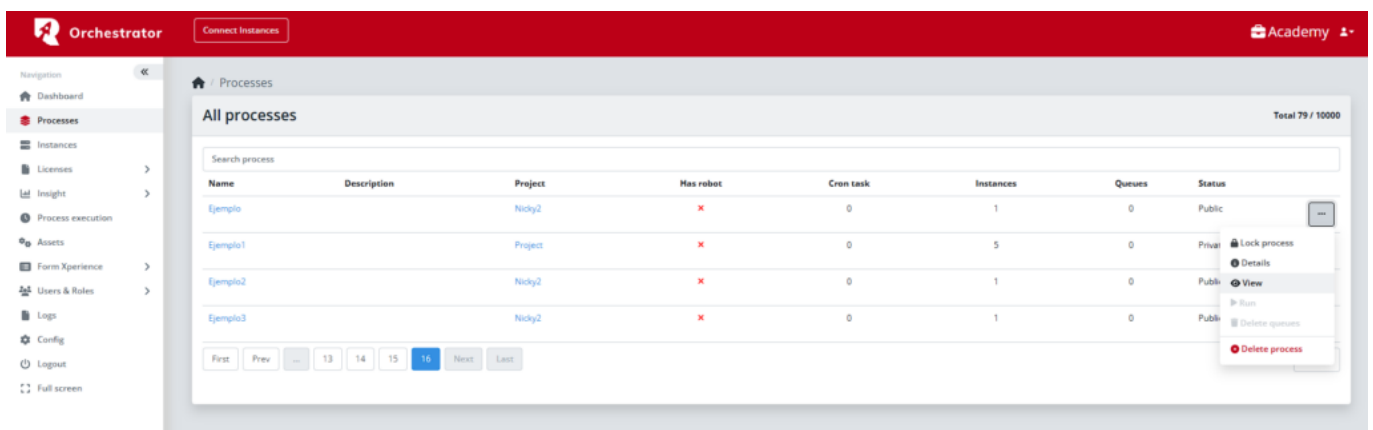 Orchestrator
Connect Instances
Academy
Navigation
Dashboard
Processes
Instances
Licenses
Insight
Process execution
Assets
Form Xperience
Users & Roles
Logs
Config
Logout
Full screen
/ Processes
All processes
Total 79 / 10000
Search process
Name Description Project Has robot Cron task Instances Queues Status
Ejemplo Nicky2 0 1 0 Public
Ejemplo1 Project 0 5 0 Privat
Ejemplo2 Nicky2 0 1 0 Publi
Ejemplo3 Nicky2 0 1 0 Publi
...
Lock process
Details
View
Run
Delete queues
Delete process
First Prev ... 13 14 15 16 Next Last